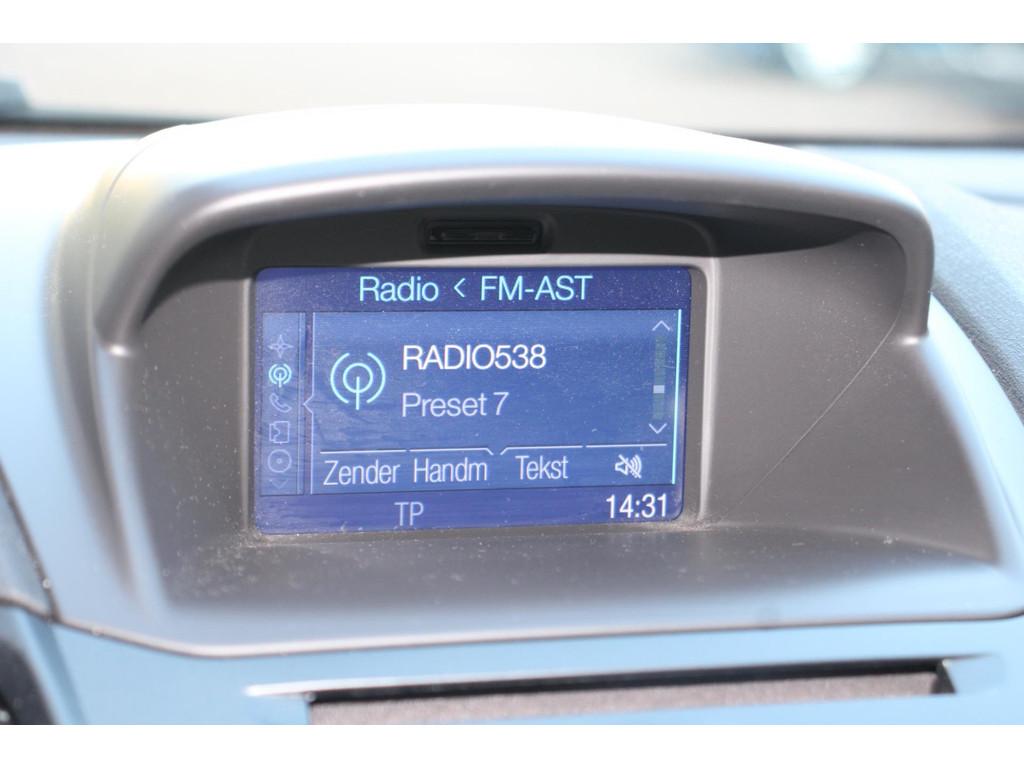 Radio < FM-AST
RADIO538
Preset 7
Zender Handm Tekst
TP 14:31